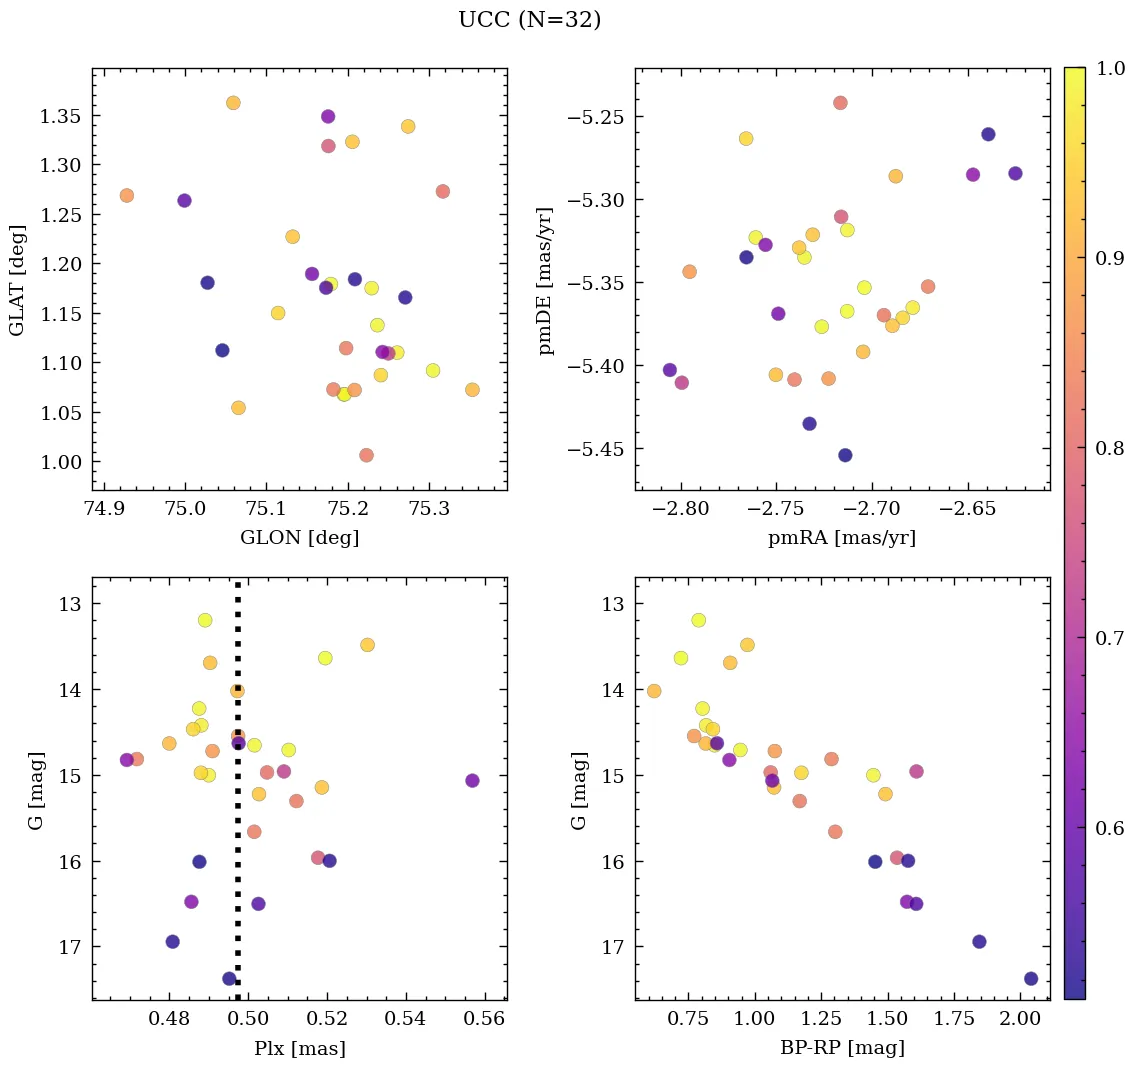 UCC (N=32)
1.35
1.30
1.25
1.20
1.15
1.10
1.05
1.00
GLAT [deg]
74.9 75.0 75.1 75.2 75.3
GLON [deg]
−5.25
−5.30
−5.35
−5.40
−5.45
pmDE [mas/yr]
−2.80 −2.75 −2.70 −2.65
pmRA [mas/yr]
1.0
0.9
0.8
0.7
0.6
13
14
15
16
17
G [mag]
0.48 0.50 0.52 0.54 0.56
Plx [mas]
13
14
15
16
17
G [mag]
0.75 1.00 1.25 1.50 1.75 2.00
BP-RP [mag]